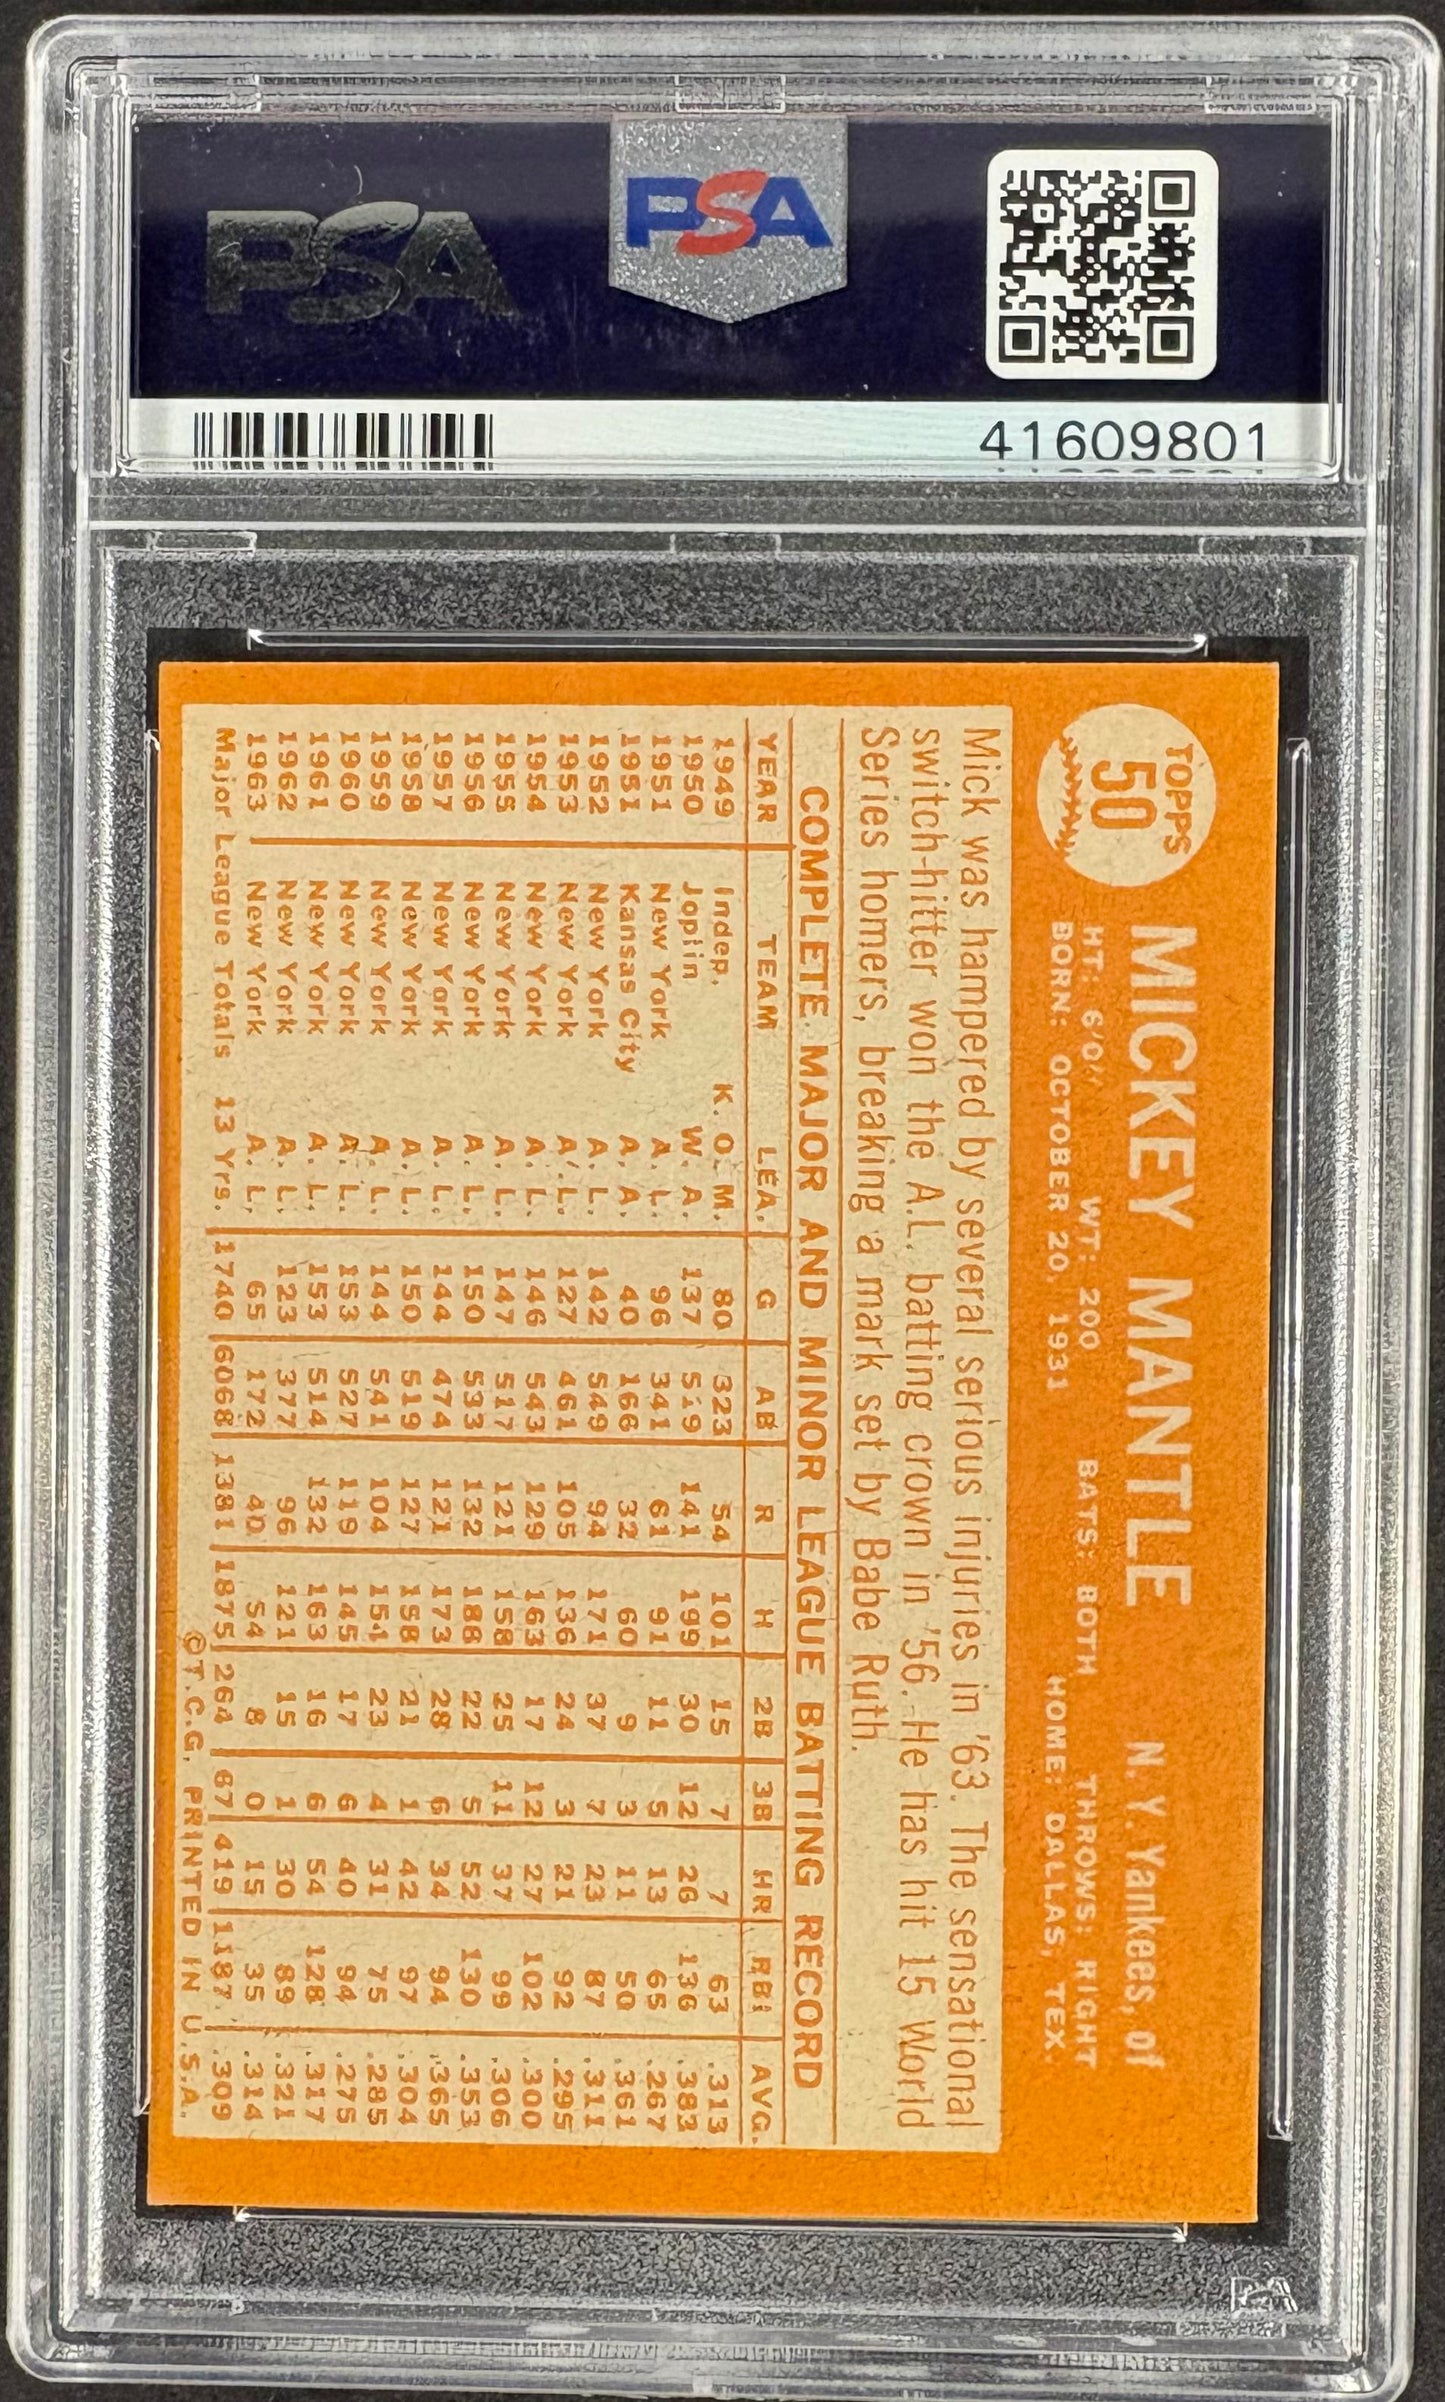 PSA
PSA
41609801
TOPPS
50
MICKEY MANTLE N. Y. Yankees, of
HT: 6'0" WT: 200 BATS: BOTH THROWS: RIGHT
BORN: OCTOBER 20, 1931 HOME: DALLAS, TEX.
Mick was hampered by several serious injuries in '63. The sensational
switch-hitter won the A.L. batting crown in '56. He has hit 15 World
Series homers, breaking a mark set by Babe Ruth.
COMPLETE MAJOR AND MINOR LEAGUE BATTING RECORD
YEAR TEAM LEA. G AB R H 2B 3B HR RBI AVG.
1949 Indep. K. O. M. 80 323 54 101 15 7 7 63 .313
1950 Joplin W. A. 137 519 141 199 30 12 26 136 .383
1951 New York A. L. 96 341 61 91 11 5 13 65 .267
1951 Kansas City A. A. 40 166 32 60 9 3 11 50 .361
1952 New York A. L. 142 549 94 171 37 7 23 87 .311
1953 New York A. L. 127 461 105 136 24 3 21 92 .295
1954 New York A. L. 146 543 129 163 17 12 27 102 .300
1955 New York A. L. 147 517 121 158 25 11 37 99 .306
1956 New York A. L. 150 533 132 188 22 5 52 130 .353
1957 New York A. L. 144 474 121 173 28 6 34 94 .365
1958 New York A. L. 150 519 127 158 21 1 42 97 .304
1959 New York A. L. 144 541 104 154 23 4 31 75 .285
1960 New York A. L. 153 527 119 145 17 6 40 94 .275
1961 New York A. L. 153 514 132 163 16 6 54 128 .317
1962 New York A. L. 123 377 96 121 15 1 30 89 .321
1963 New York A. L. 65 172 40 54 8 0 15 35 .314
Major League Totals 13 Yrs. 1740 6068 1381 1875 264 67 419 1187 .309
©T.C.G. PRINTED IN U.S.A.
PSA